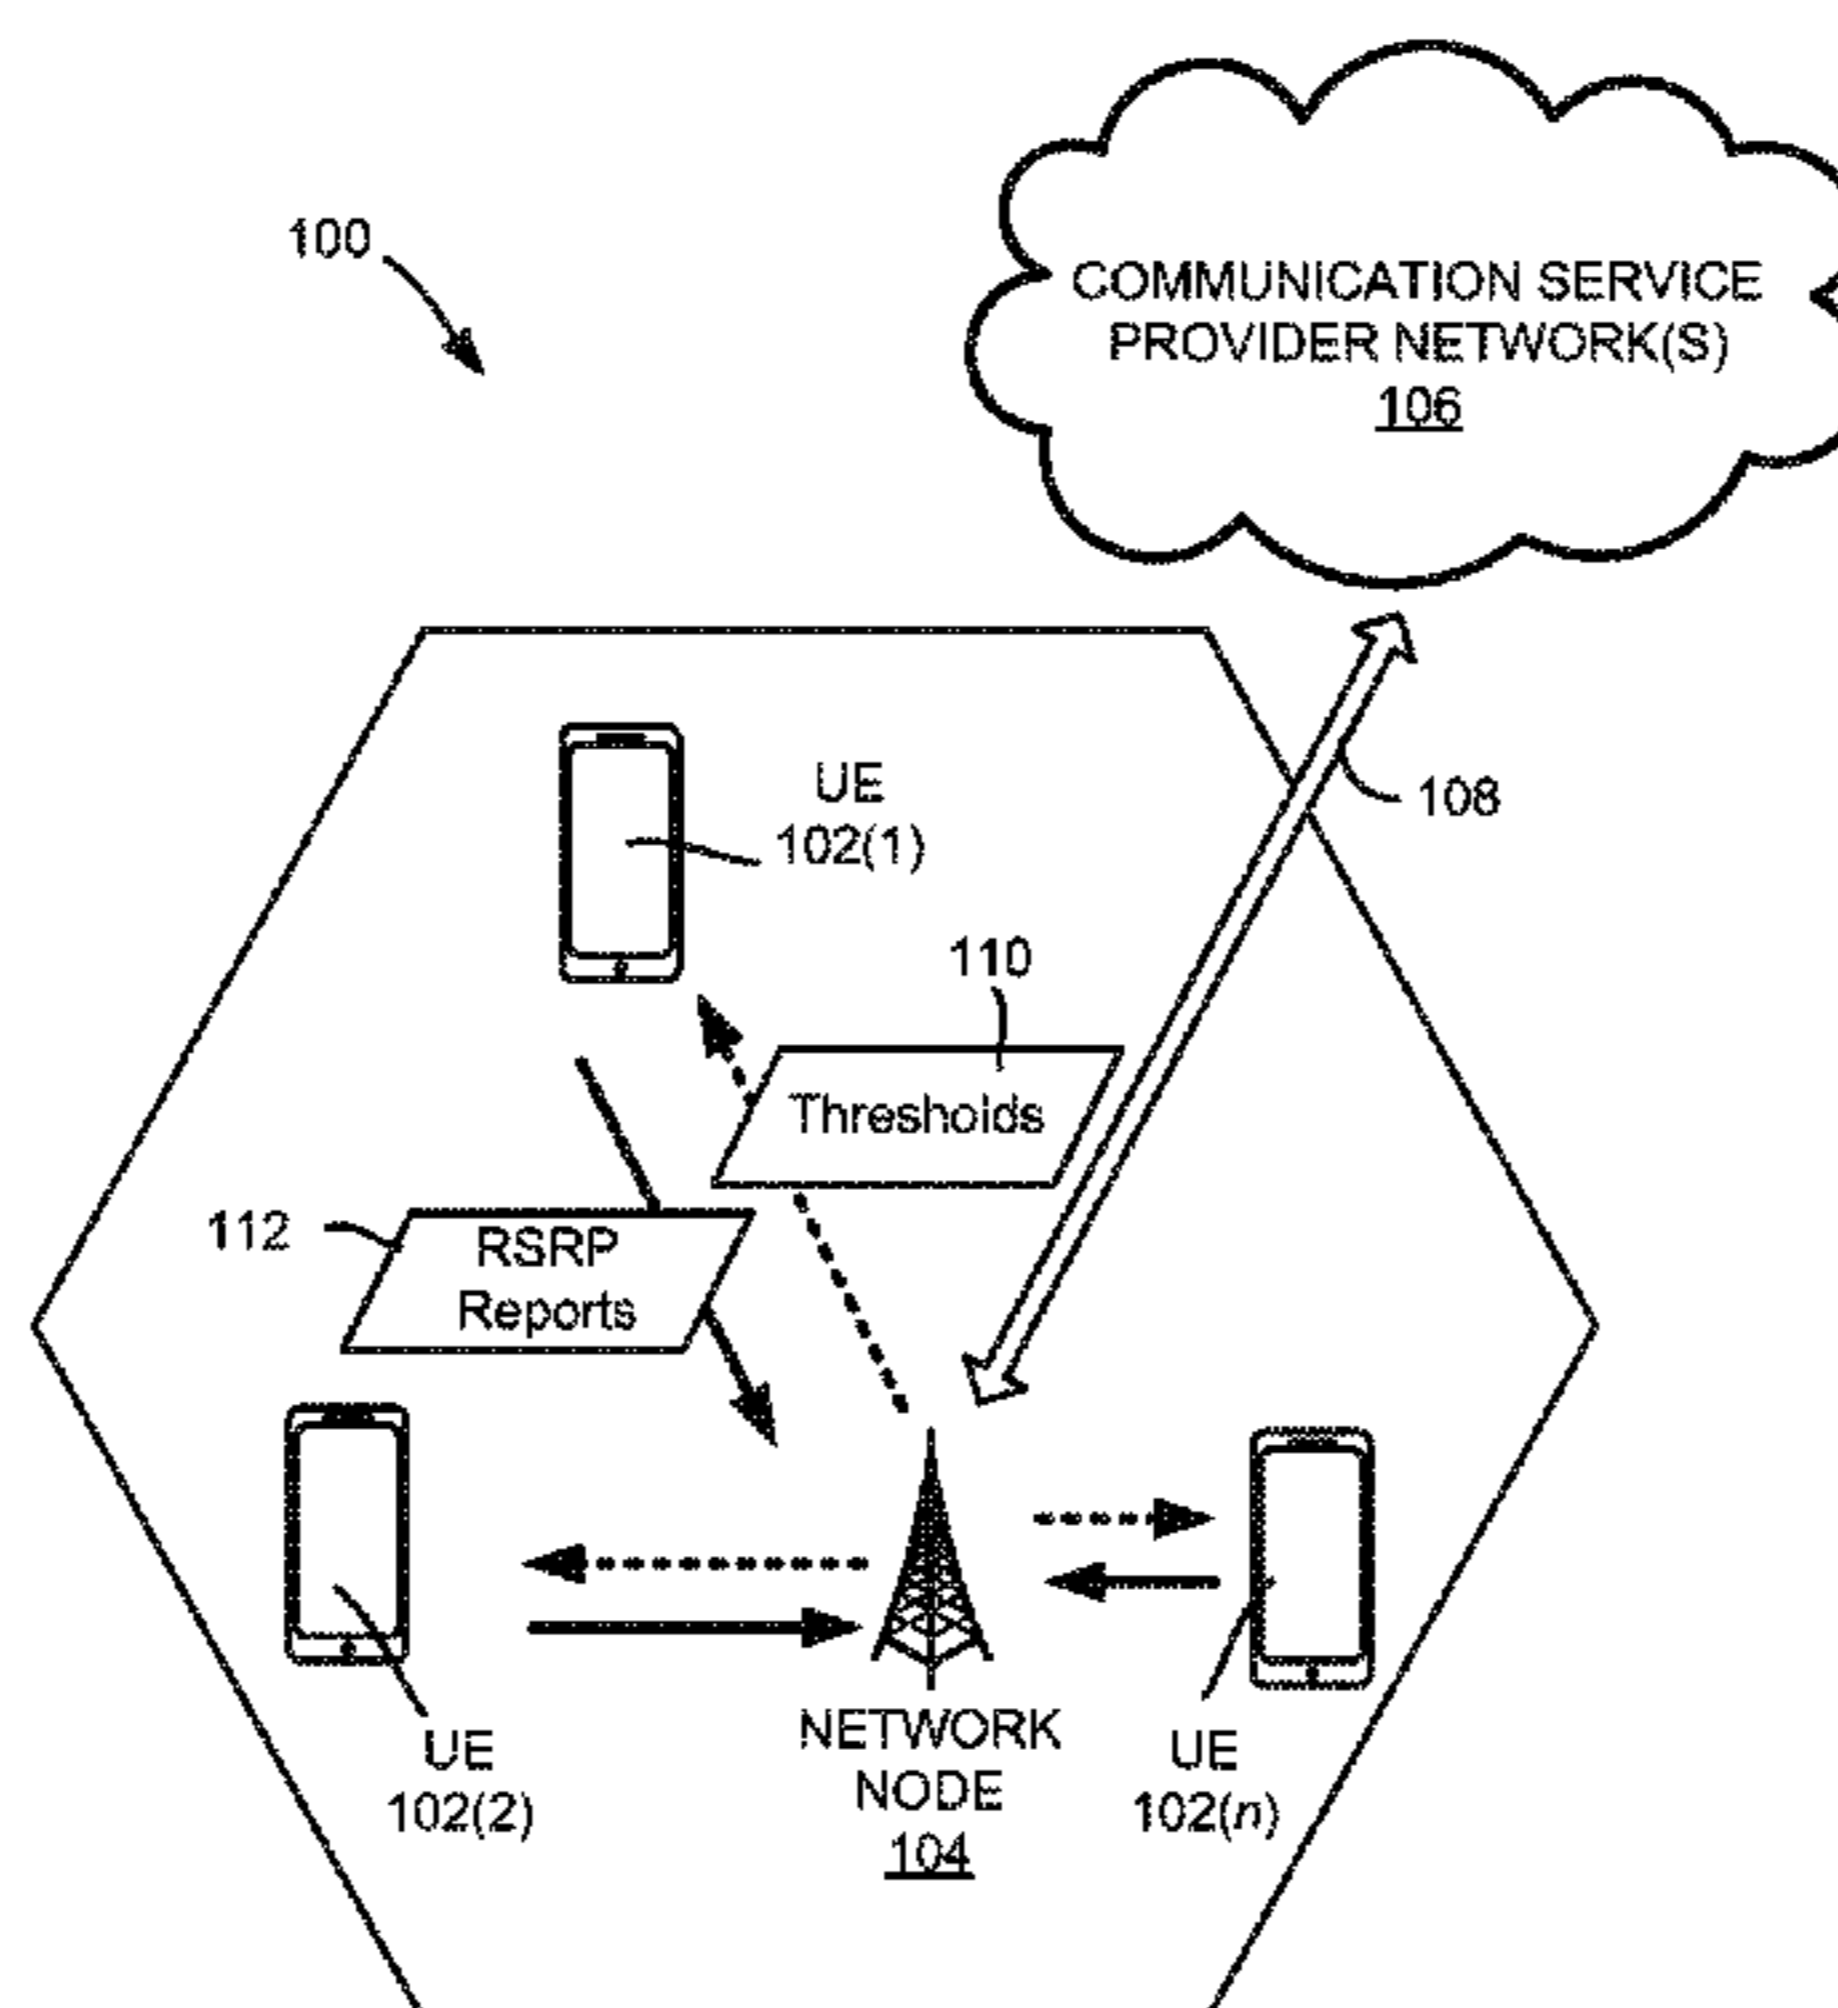 100
COMMUNICATION SERVICE
PROVIDER NETWORK(S)
106
UE
102(1)
108
110
Thresholds
112
RSRP
Reports
UE
102(2)
NETWORK
NODE
104
UE
102(n)